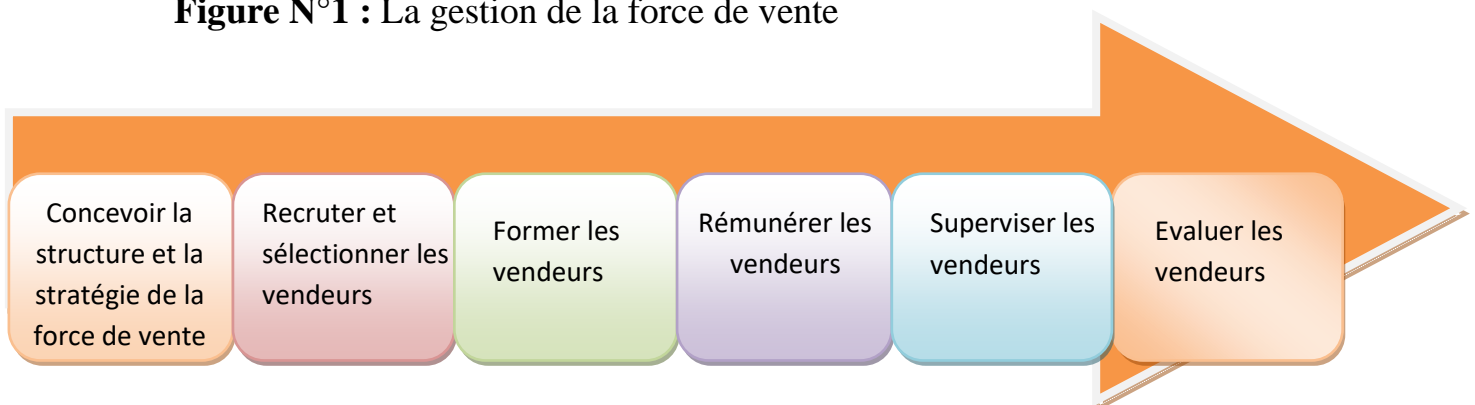 Figure N°1 : La gestion de la force de vente
Concevoir la
structure et la
stratégie de la
force de vente
Recruter et
sélectionner les
vendeurs
Former les
vendeurs
Rémunérer les
vendeurs
Superviser les
vendeurs
Evaluer les
vendeurs